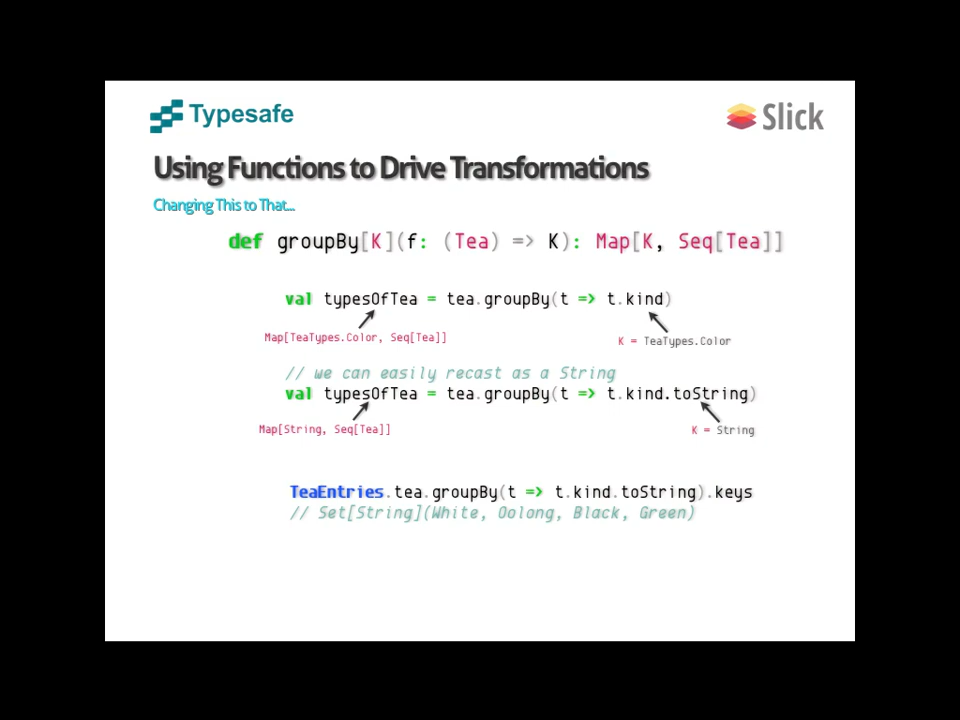 Typesafe
Slick
Using Functions to Drive Transformations
Changing This to That...
def groupBy[K](f: (Tea) => K): Map[K, Seq[Tea]]
val typesOfTea = tea.groupBy(t => t.kind)
Map[TeaTypes.Color, Seq[Tea]]
K = TeaTypes.Color
// we can easily recast as a String
val typesOfTea = tea.groupBy(t => t.kind.toString)
Map[String, Seq[Tea]]
K = String
TeaEntries.tea.groupBy(t => t.kind.toString).keys
// Set[String](White, Oolong, Black, Green)